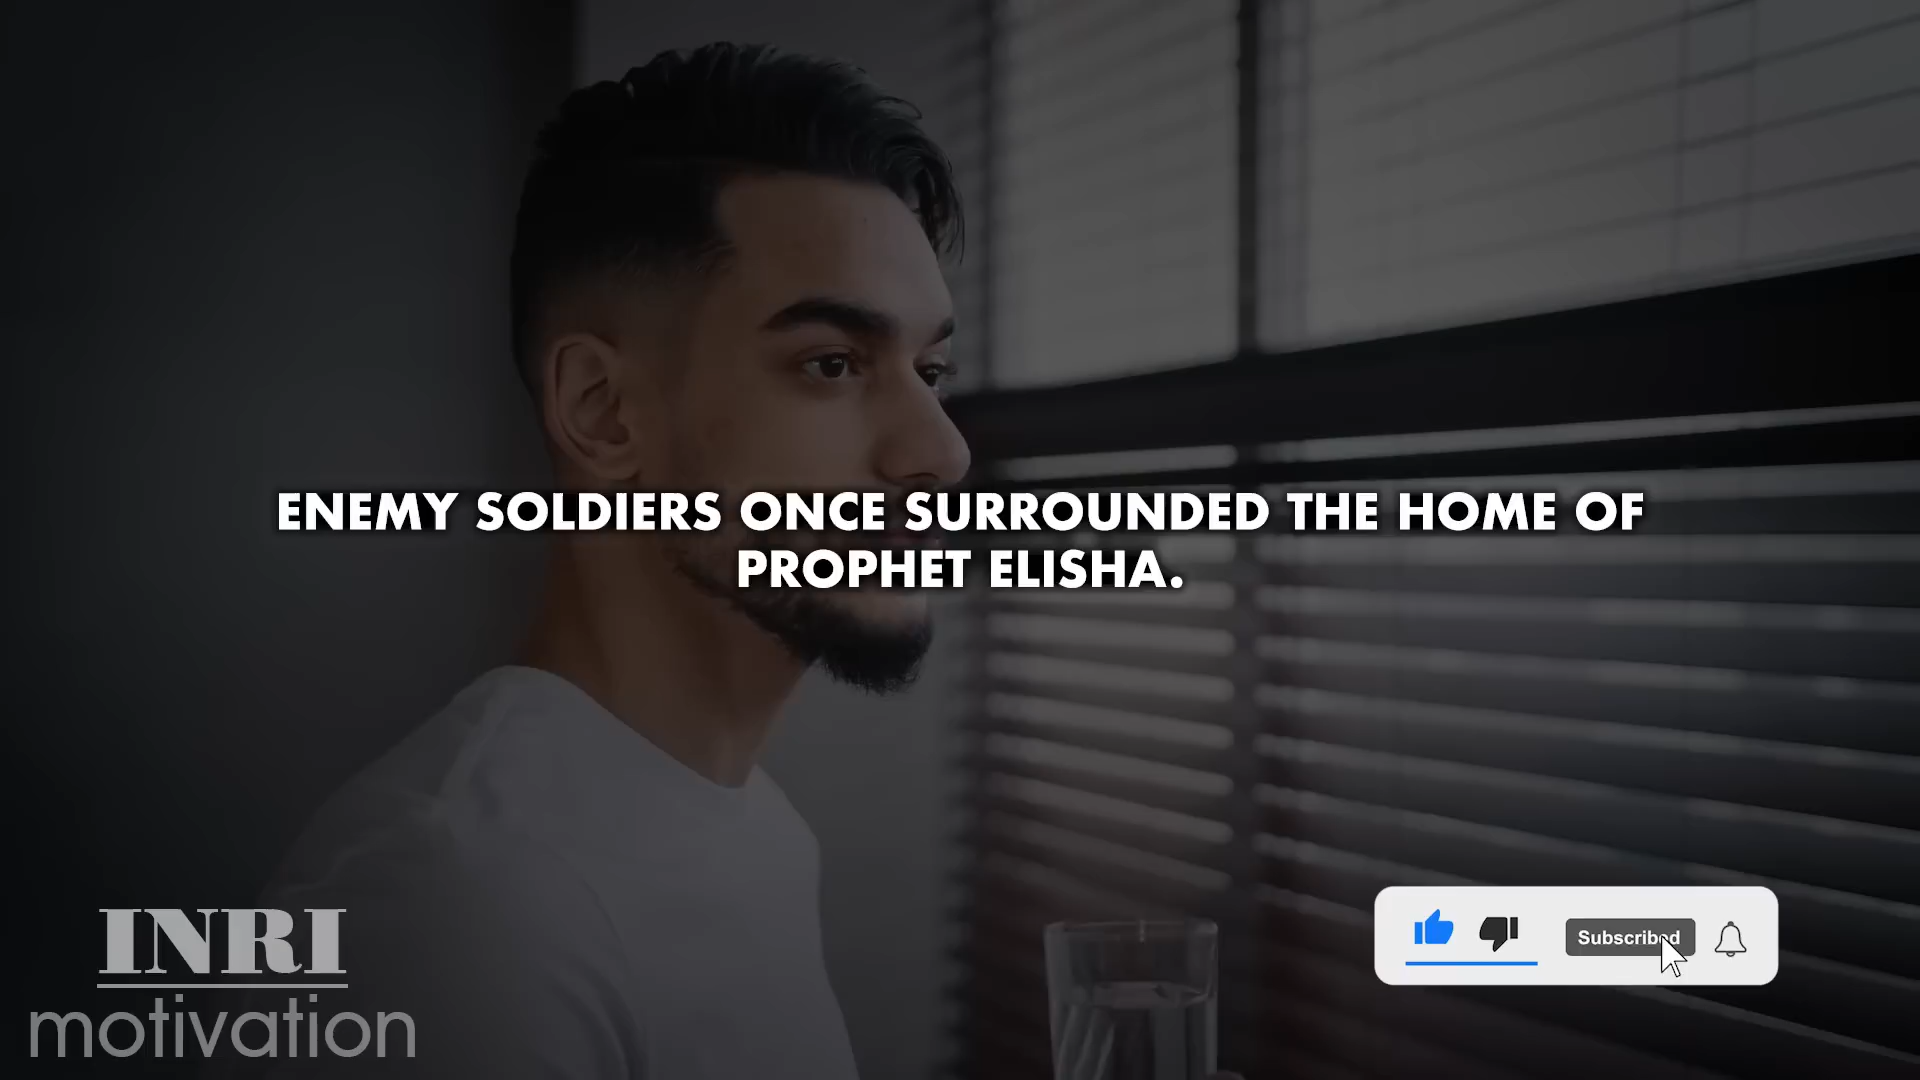 ENEMY SOLDIERS ONCE SURROUNDED THE HOME OF
PROPHET ELISHA.
Subscribed
INRI
motivation